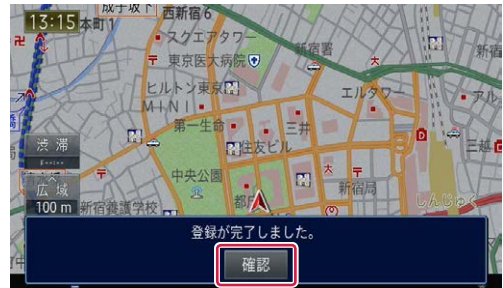 13:15
本町1
成子坂下
西新宿6
スクエアタワー
新宿署
東京医大病院
ヒルトン東京
MINI
エルタワー
第一生命
三井
住友ビル
三越
渋滞
広域
100m
中央公園
新宿養護学校
新宿局
しんじゅく
登録が完了しました。
確認